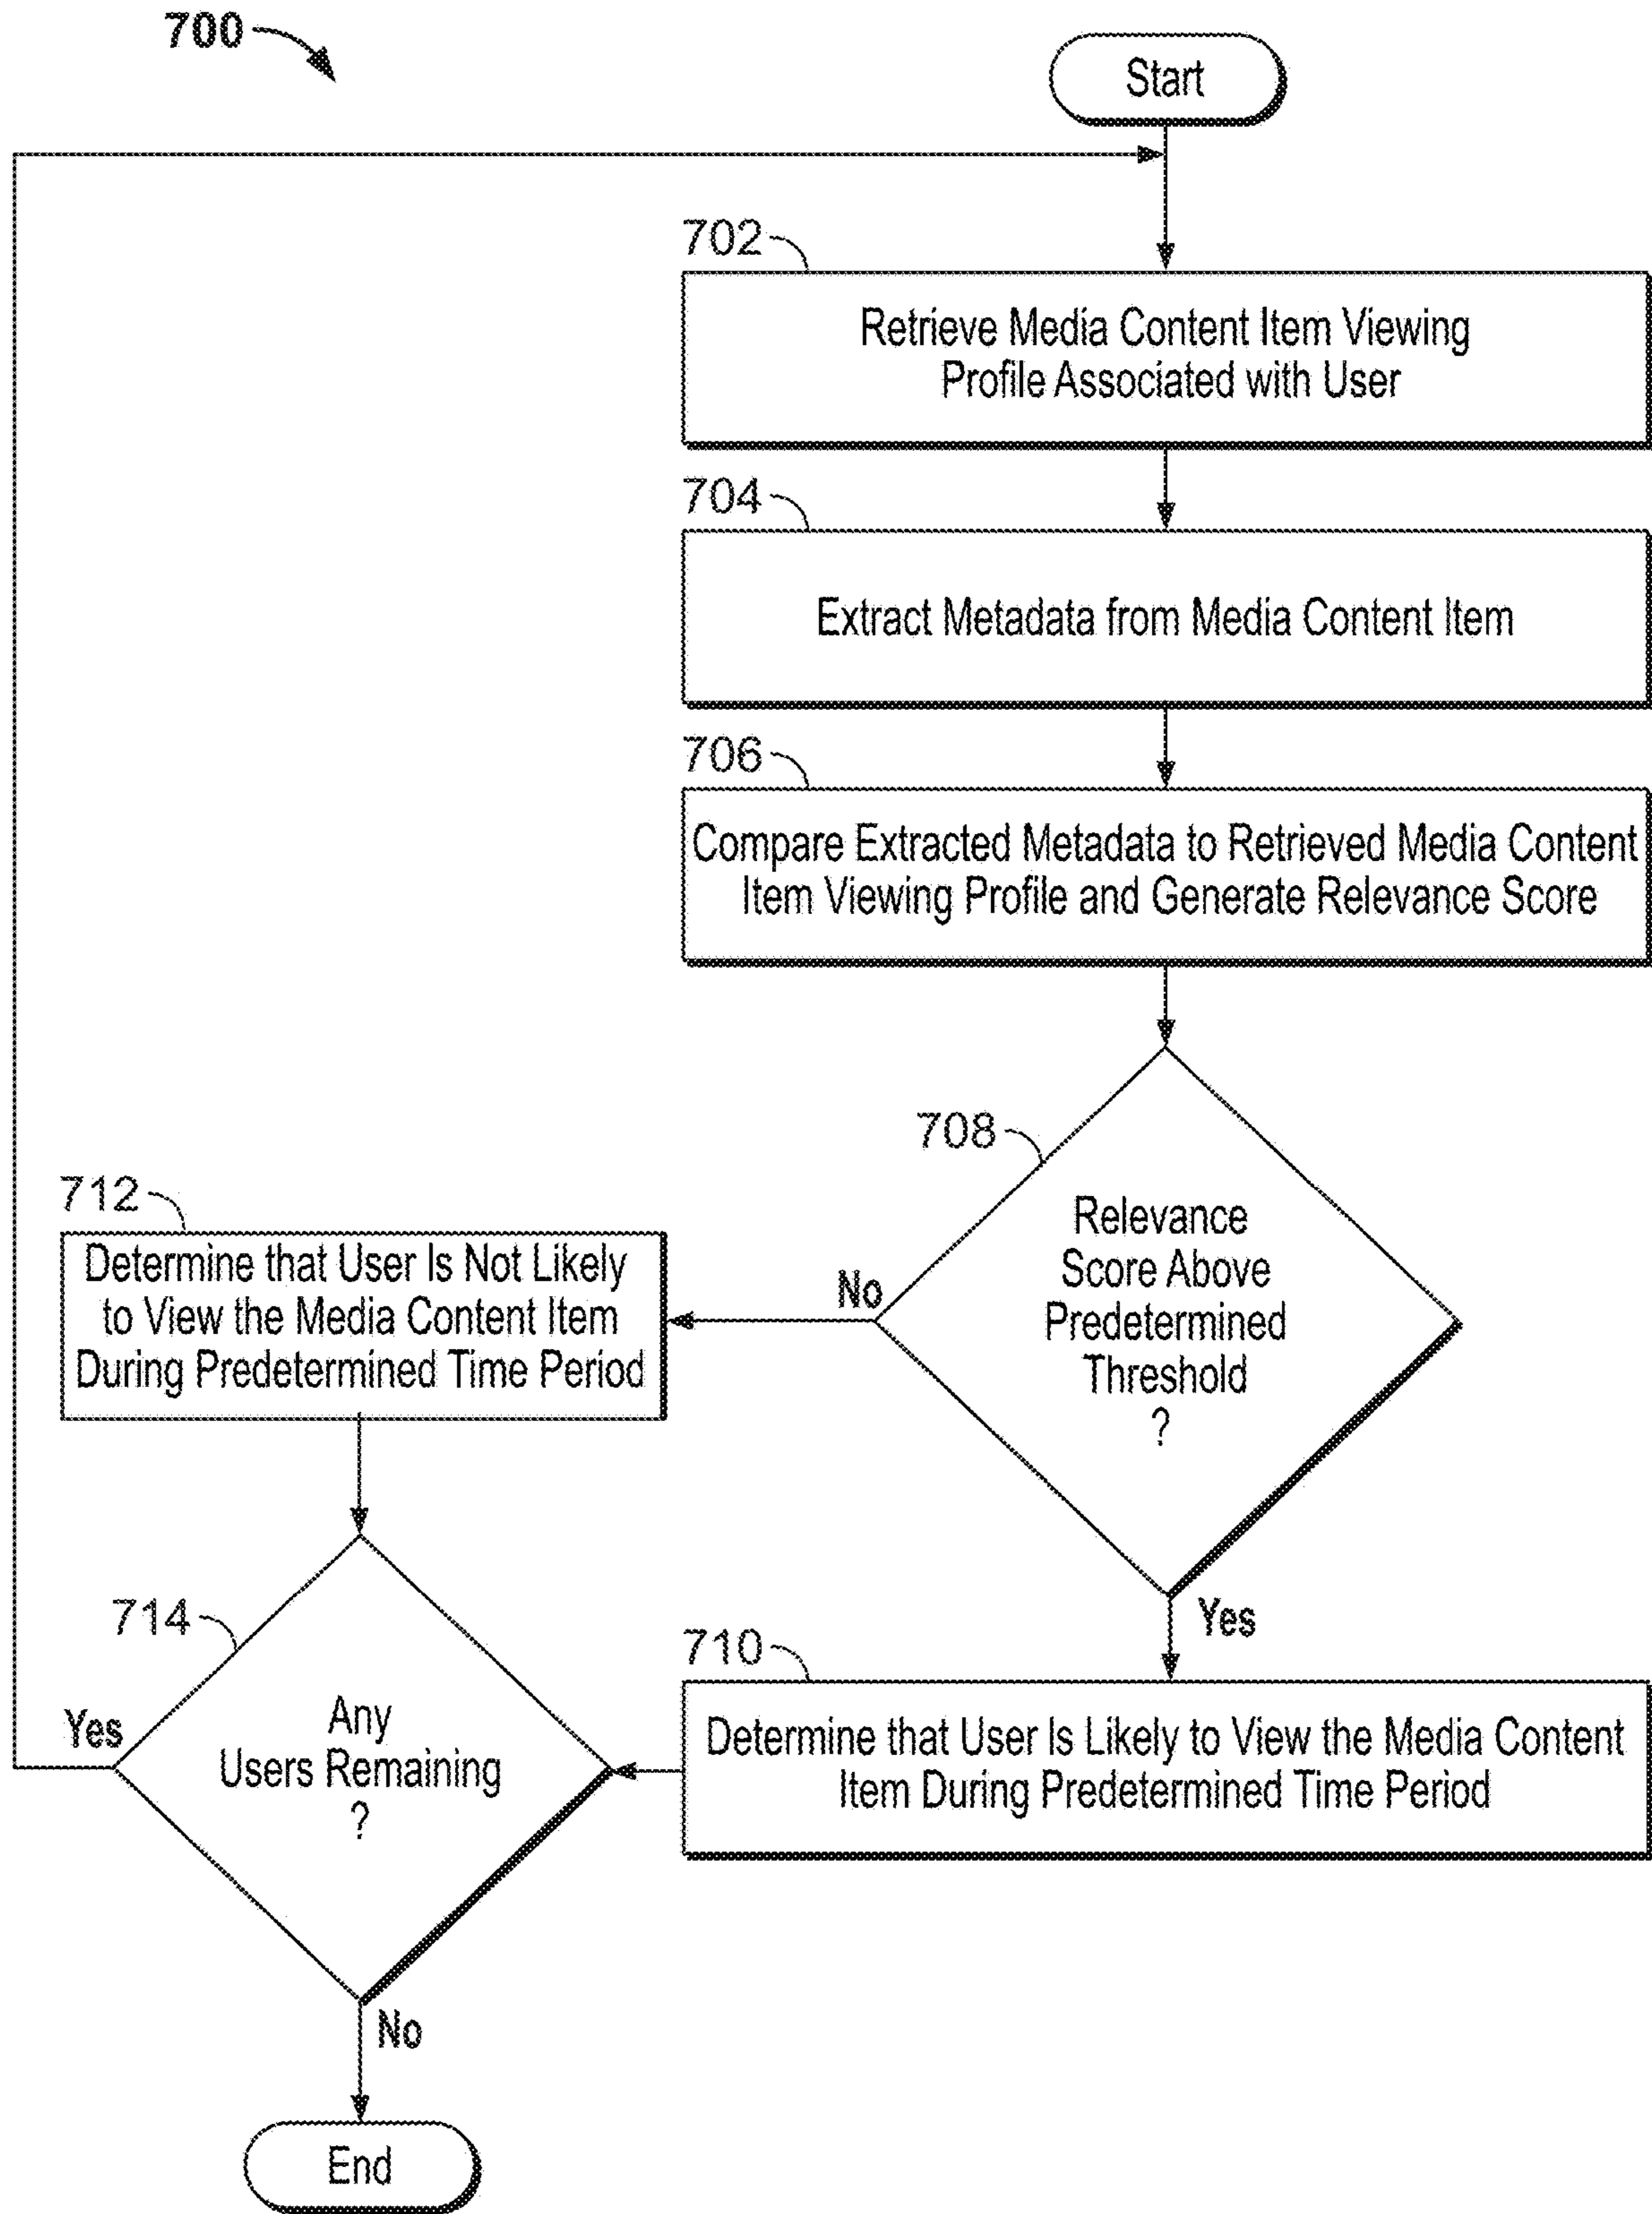 700
Start
702
Retrieve Media Content Item Viewing
Profile Associated with User
704
Extract Metadata from Media Content Item
706
Compare Extracted Metadata to Retrieved Media Content
Item Viewing Profile and Generate Relevance Score
708
Relevance
Score Above
Predetermined
Threshold
?
No
Yes
712
Determine that User Is Not Likely
to View the Media Content Item
During Predetermined Time Period
710
Determine that User Is Likely to View the Media Content
Item During Predetermined Time Period
714
Any
Users Remaining
?
Yes
No
End